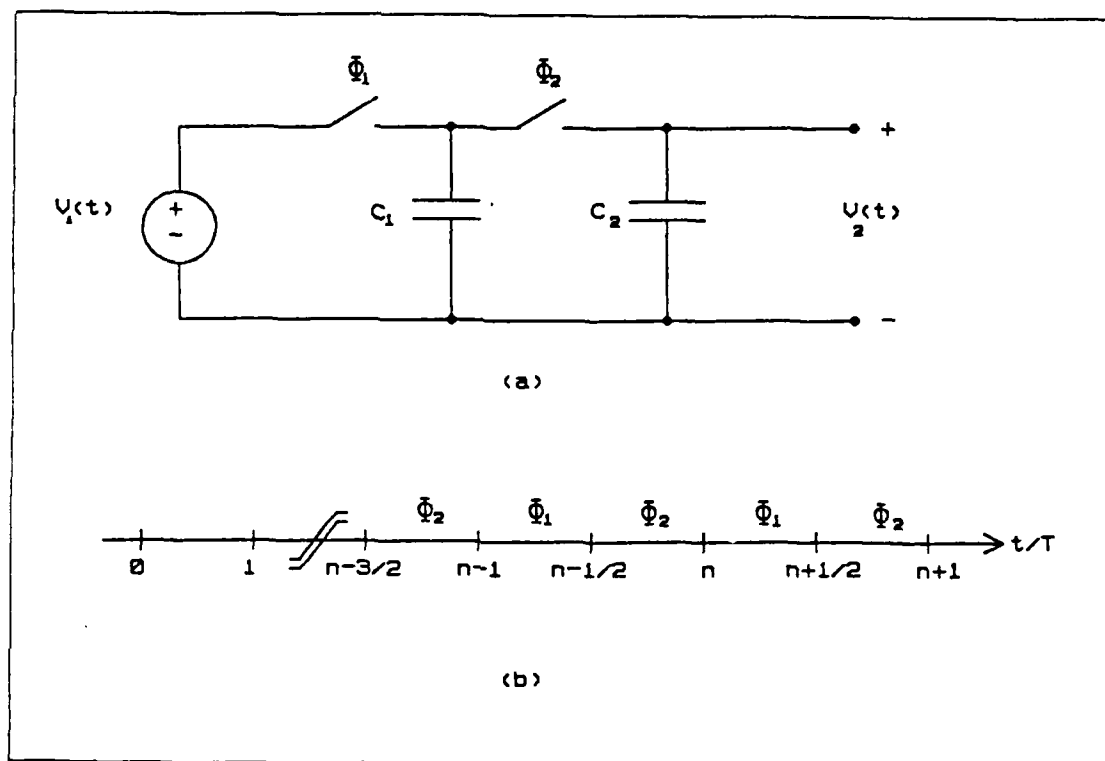 Φ₁ Φ₂
V₁(t) + - C₁ C₂ + V₂(t) -
(a)
Φ₂ Φ₁ Φ₂ Φ₁ Φ₂
0 1 n-3/2 n-1 n-1/2 n n+1/2 n+1 t/T
(b)